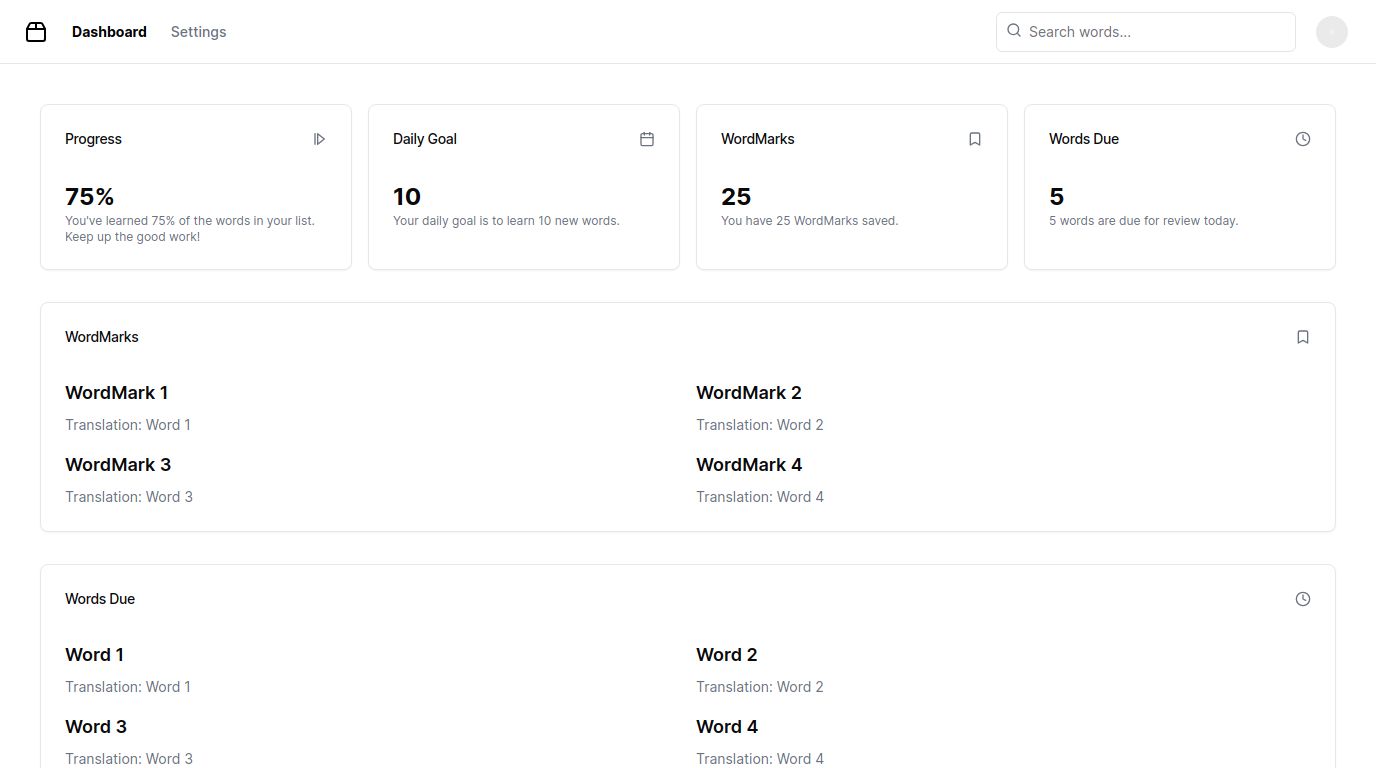 Dashboard Settings Search words...
Progress
75%
You've learned 75% of the words in your list.
Keep up the good work!
Daily Goal
10
Your daily goal is to learn 10 new words.
WordMarks
25
You have 25 WordMarks saved.
Words Due
5
5 words are due for review today.
WordMarks
WordMark 1
Translation: Word 1
WordMark 2
Translation: Word 2
WordMark 3
Translation: Word 3
WordMark 4
Translation: Word 4
Words Due
Word 1
Translation: Word 1
Word 2
Translation: Word 2
Word 3
Translation: Word 3
Word 4
Translation: Word 4